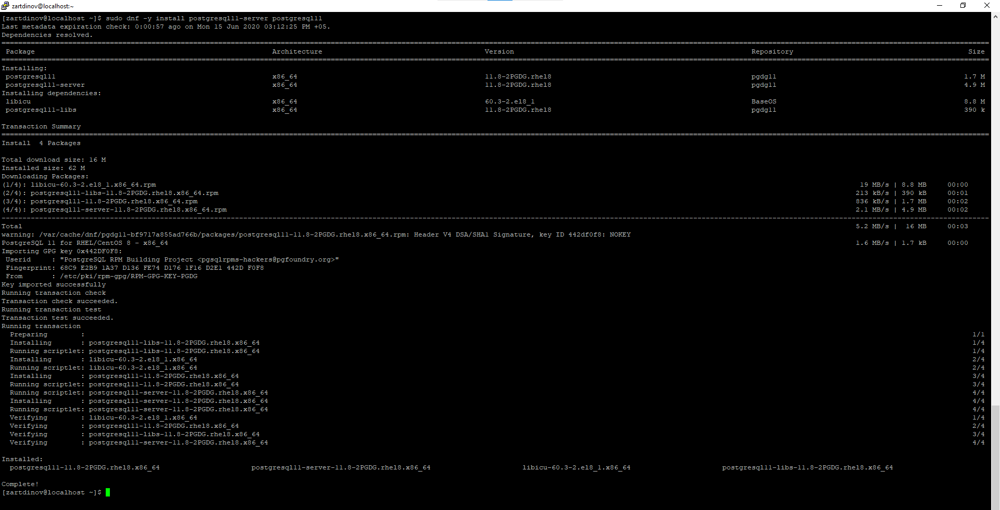 zartdinov@localhost:~
[zartdinov@localhost ~]$ sudo dnf -y install postgresql11-server postgresql11
Last metadata expiration check: 0:00:57 ago on Mon 15 Jun 2020 03:12:25 PM +05.
Dependencies resolved.
Package Architecture Version Repository Size
Installing:
postgresql11 x86_64 11.8-2PGDG.rhel8 pgdg11 1.7 M
postgresql11-server x86_64 11.8-2PGDG.rhel8 pgdg11 4.9 M
Installing dependencies:
libicu x86_64 60.3-2.el8_1 BaseOS 8.8 M
postgresql11-libs x86_64 11.8-2PGDG.rhel8 pgdg11 390 k
Transaction Summary
Install 4 Packages
Total download size: 16 M
Installed size: 62 M
Downloading Packages:
(1/4): libicu-60.3-2.el8_1.x86_64.rpm 19 MB/s | 8.8 MB 00:00
(2/4): postgresql11-libs-11.8-2PGDG.rhel8.x86_64.rpm 213 kB/s | 390 kB 00:01
(3/4): postgresql11-11.8-2PGDG.rhel8.x86_64.rpm 836 kB/s | 1.7 MB 00:02
(4/4): postgresql11-server-11.8-2PGDG.rhel8.x86_64.rpm 2.1 MB/s | 4.9 MB 00:02
Total 5.2 MB/s | 16 MB 00:03
warning: /var/cache/dnf/pgdg11-bf9717a855ad766b/packages/postgresql11-11.8-2PGDG.rhel8.x86_64.rpm: Header V4 DSA/SHA1 Signature, key ID 442df0f8: NOKEY
PostgreSQL 11 for RHEL/CentOS 8 - x86_64 1.6 MB/s | 1.7 kB 00:00
Importing GPG key 0x442DF0F8:
Userid : "PostgreSQL RPM Building Project <pgsqlrpms-hackers@pgfoundry.org>"
Fingerprint: 68C9 E2B9 1A37 D136 FE74 D176 1F16 D2E1 442D F0F8
From : /etc/pki/rpm-gpg/RPM-GPG-KEY-PGDG
Key imported successfully
Running transaction check
Transaction check succeeded.
Running transaction test
Transaction test succeeded.
Running transaction
Preparing : 1/1
Installing : postgresql11-libs-11.8-2PGDG.rhel8.x86_64 1/4
Running scriptlet: postgresql11-libs-11.8-2PGDG.rhel8.x86_64 1/4
Installing : libicu-60.3-2.el8_1.x86_64 2/4
Running scriptlet: libicu-60.3-2.el8_1.x86_64 2/4
Installing : postgresql11-11.8-2PGDG.rhel8.x86_64 3/4
Running scriptlet: postgresql11-11.8-2PGDG.rhel8.x86_64 3/4
Running scriptlet: postgresql11-server-11.8-2PGDG.rhel8.x86_64 4/4
Installing : postgresql11-server-11.8-2PGDG.rhel8.x86_64 4/4
Running scriptlet: postgresql11-server-11.8-2PGDG.rhel8.x86_64 4/4
Verifying : libicu-60.3-2.el8_1.x86_64 1/4
Verifying : postgresql11-11.8-2PGDG.rhel8.x86_64 2/4
Verifying : postgresql11-libs-11.8-2PGDG.rhel8.x86_64 3/4
Verifying : postgresql11-server-11.8-2PGDG.rhel8.x86_64 4/4
Installed:
postgresql11-11.8-2PGDG.rhel8.x86_64 postgresql11-server-11.8-2PGDG.rhel8.x86_64 libicu-60.3-2.el8_1.x86_64 postgresql11-libs-11.8-2PGDG.rhel8.x86_64
Complete!
[zartdinov@localhost ~]$